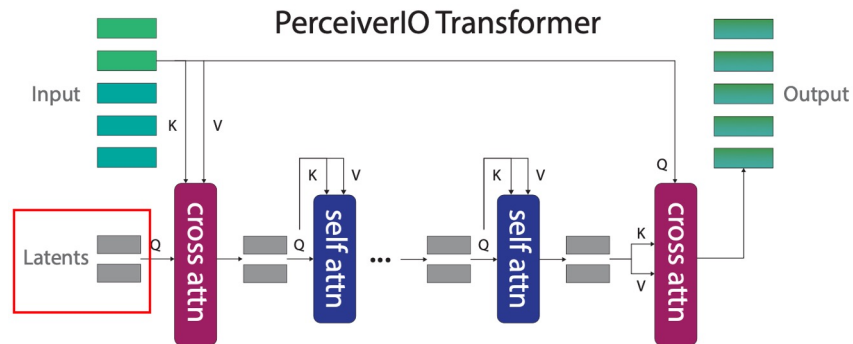 PerceiverIO Transformer
Input
Output
K
V
Q
K
V
K
V
Latents
Q
cross attn
Q
self attn
...
Q
self attn
K
V
cross attn